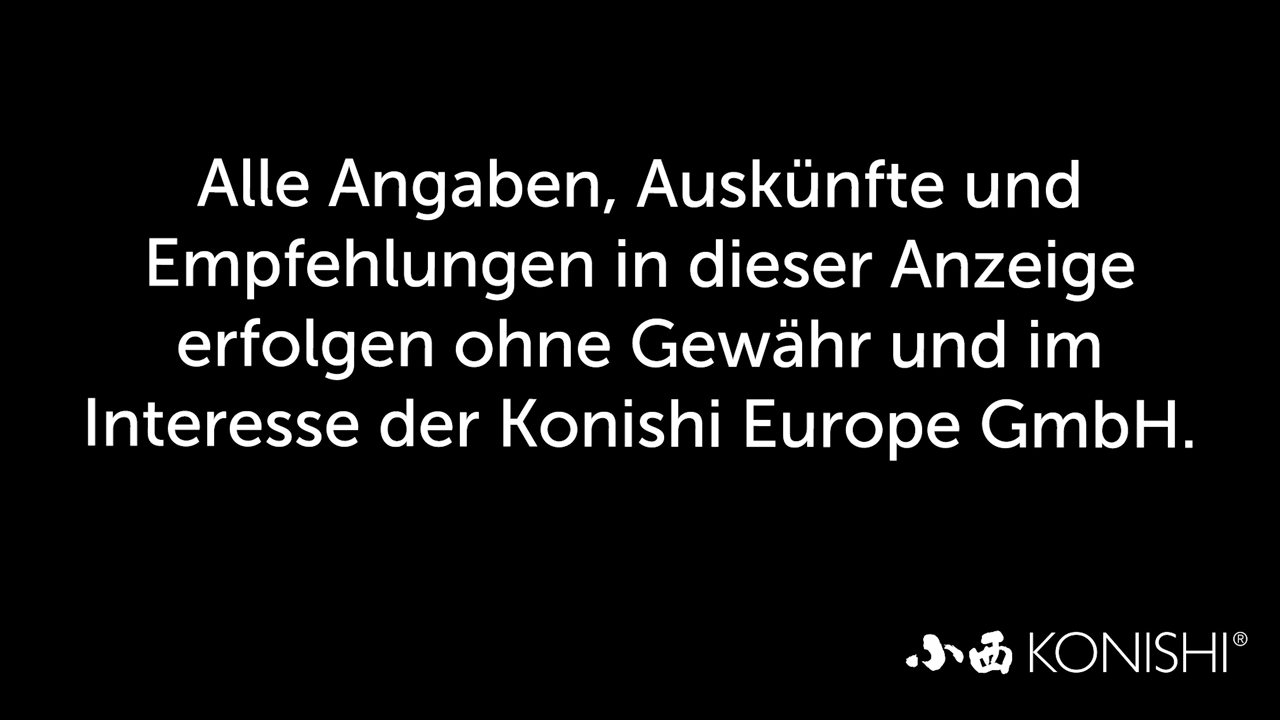 Alle Angaben, Auskünfte und
Empfehlungen in dieser Anzeige
erfolgen ohne Gewähr und im
Interesse der Konishi Europe GmbH.
小西 KONISHI®